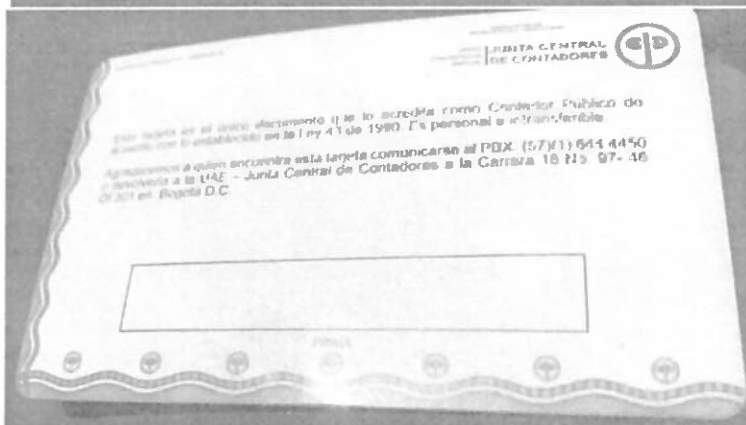 JUNTA CENTRAL
DE CONTADORES
Esta tarjeta es el único documento que lo acredita como Contador Público de
acuerdo con lo establecido en la Ley 43 de 1990. Es personal e intransferible.
Agradecemos a quien encuentre esta tarjeta comunicarse al PBX: (57)(1) 644 4450
o devolverla a la UAE - Junta Central de Contadores a la Carrera 16 No. 97- 46
Of 301 en Bogotá D.C.